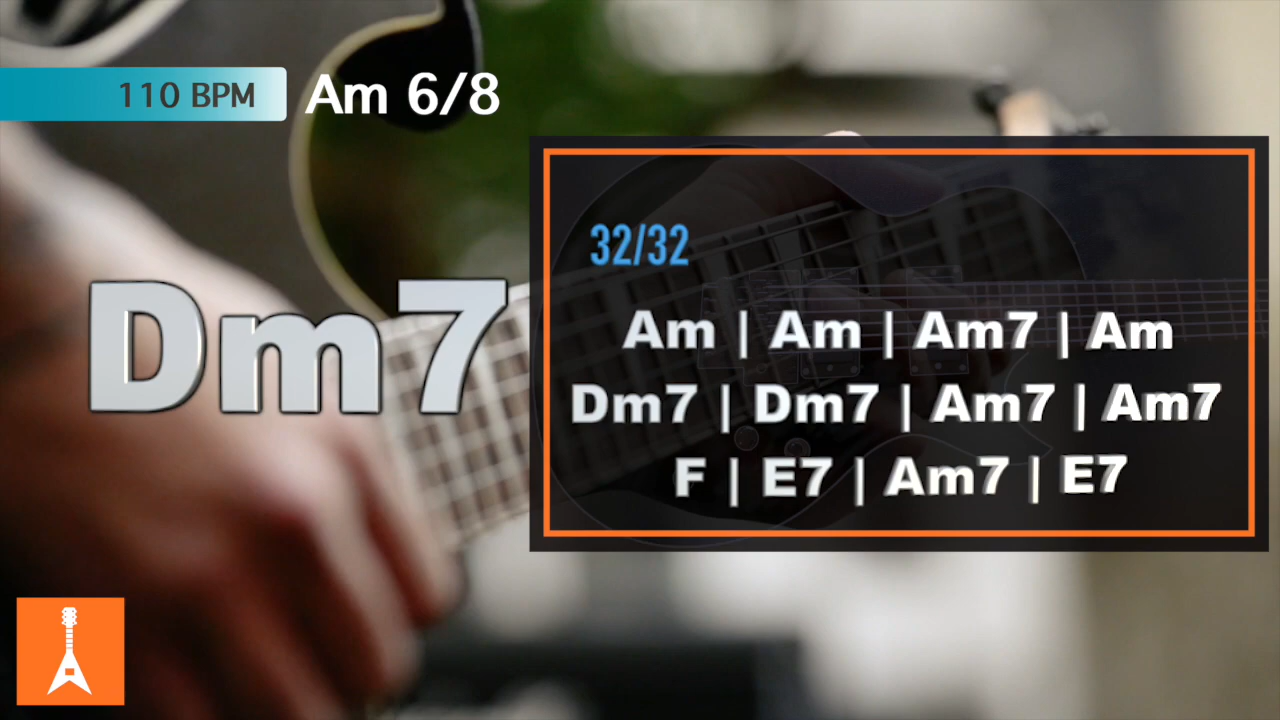 110 BPM Am 6/8
Dm7
32/32
Am | Am | Am7 | Am
Dm7 | Dm7 | Am7 | Am7
F | E7 | Am7 | E7